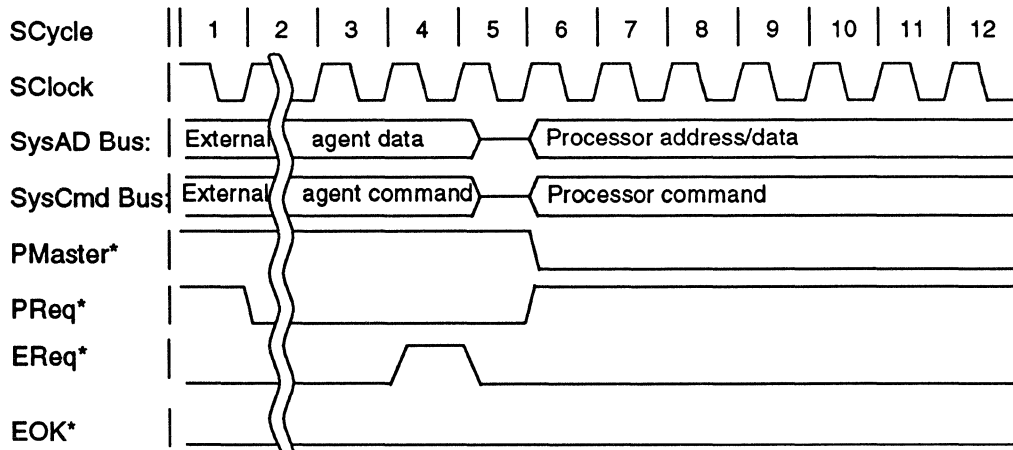 SCycle 1 2 3 4 5 6 7 8 9 10 11 12
SClock
SysAD Bus: External agent data Processor address/data
SysCmd Bus: External agent command Processor command
PMaster*
PReq*
EReq*
EOK*